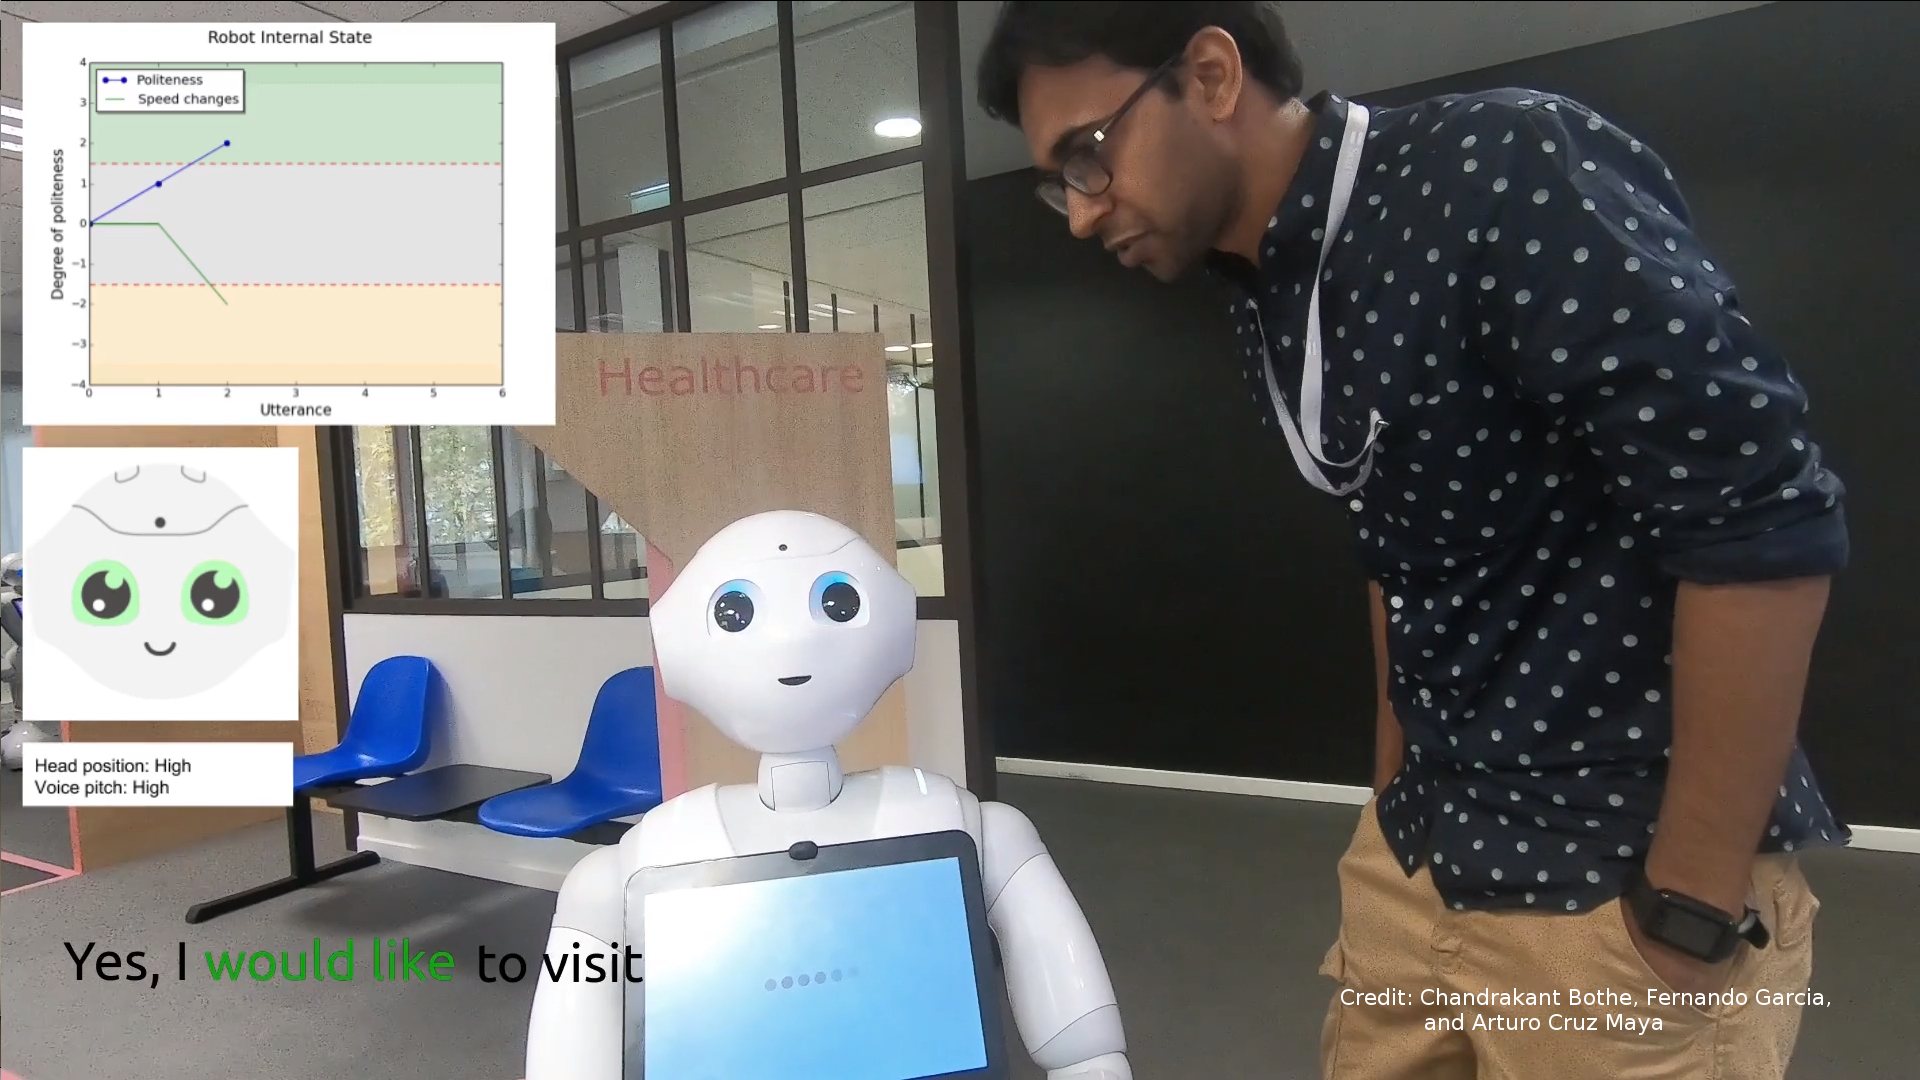 Robot Internal State
Politeness
Speed changes
Degree of politeness
4
3
2
1
0
−1
−2
−3
−4
0 1 2 3 4 5 6
Utterance
Healthcare
Head position: High
Voice pitch: High
Yes, I would like to visit
Credit: Chandrakant Bothe, Fernando Garcia,
and Arturo Cruz Maya